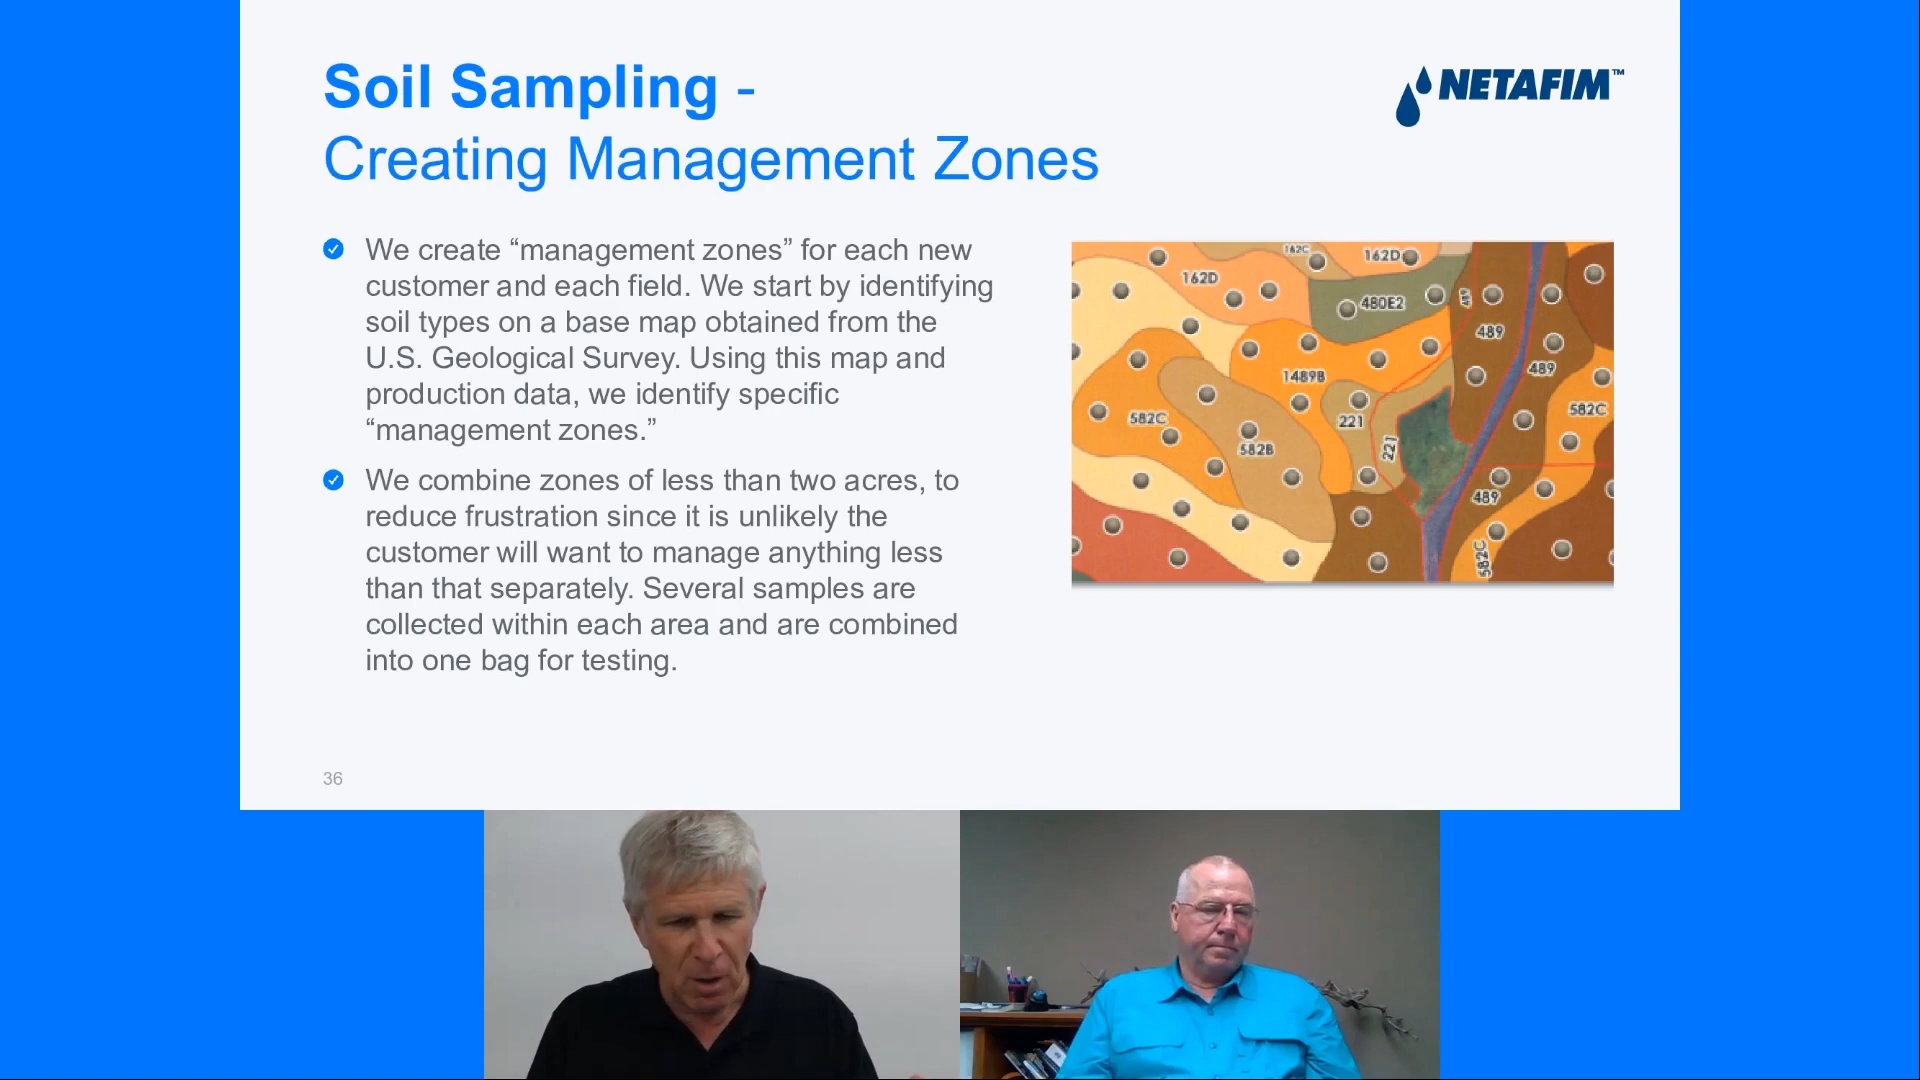 Soil Sampling -
Creating Management Zones
NETAFIM™
We create “management zones” for each new
customer and each field. We start by identifying
soil types on a base map obtained from the
U.S. Geological Survey. Using this map and
production data, we identify specific
“management zones.”
We combine zones of less than two acres, to
reduce frustration since it is unlikely the
customer will want to manage anything less
than that separately. Several samples are
collected within each area and are combined
into one bag for testing.
162C
162D
162D
480E2
489
489
489
1489B
582C
221
582C
582B
221
489
582C
36